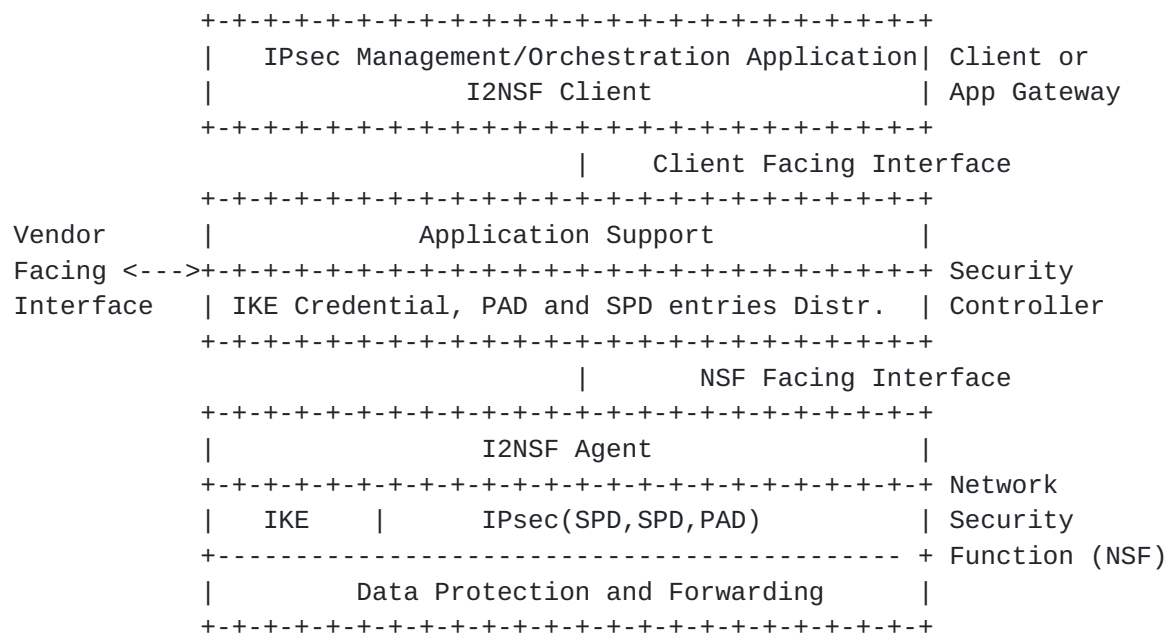 +-+-+-+-+-+-+-+-+-+-+-+-+-+-+-+-+-+-+-+-+-+-+
|   IPsec Management/Orchestration Application| Client or
|                 I2NSF Client                 | App Gateway
+-+-+-+-+-+-+-+-+-+-+-+-+-+-+-+-+-+-+-+-+-+-+
|    Client Facing Interface
+-+-+-+-+-+-+-+-+-+-+-+-+-+-+-+-+-+-+-+-+-+-+
Vendor      |             Application Support             |
Facing <--->+-+-+-+-+-+-+-+-+-+-+-+-+-+-+-+-+-+-+-+-+-+-+-+ Security
Interface   | IKE Credential, PAD and SPD entries Distr.  | Controller
+-+-+-+-+-+-+-+-+-+-+-+-+-+-+-+-+-+-+-+-+-+-+
|       NSF Facing Interface
+-+-+-+-+-+-+-+-+-+-+-+-+-+-+-+-+-+-+-+-+-+-+
|                 I2NSF Agent                 |
+-+-+-+-+-+-+-+-+-+-+-+-+-+-+-+-+-+-+-+-+-+-+-+ Network
|   IKE    |      IPsec(SPD,SPD,PAD)          | Security
+-------------------------------------------- + Function (NSF)
|         Data Protection and Forwarding      |
+-+-+-+-+-+-+-+-+-+-+-+-+-+-+-+-+-+-+-+-+-+-+